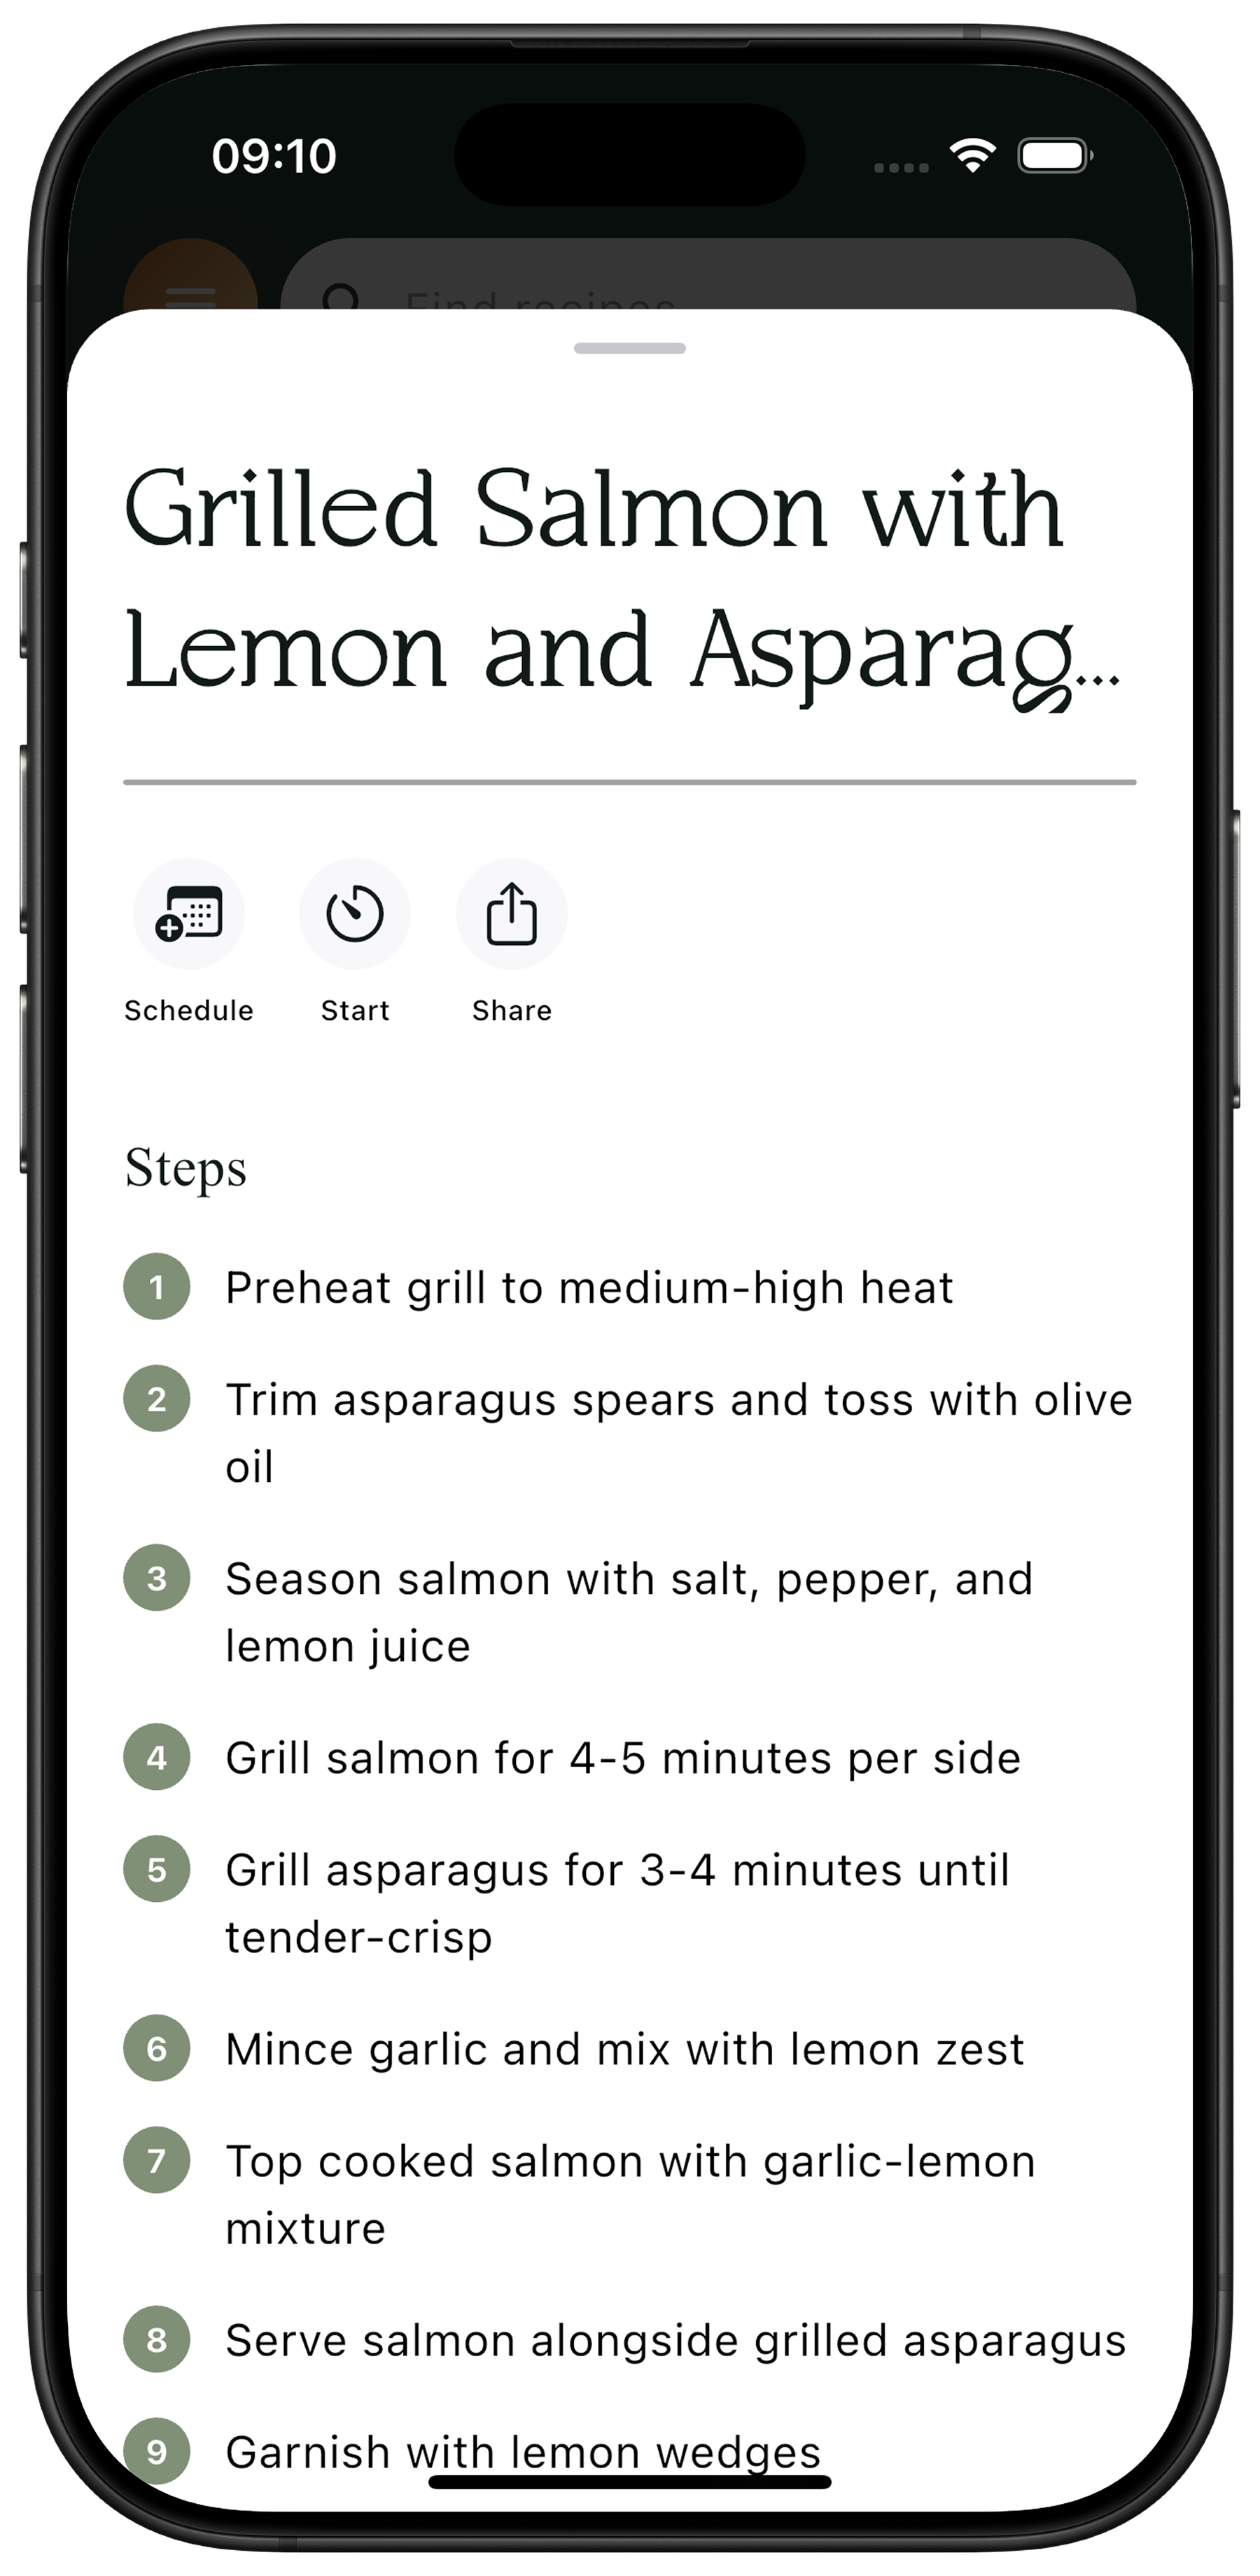 09:10
Find recipes
Grilled Salmon with
Lemon and Asparag...
Schedule Start Share
Steps
1 Preheat grill to medium-high heat
2 Trim asparagus spears and toss with olive
oil
3 Season salmon with salt, pepper, and
lemon juice
4 Grill salmon for 4-5 minutes per side
5 Grill asparagus for 3-4 minutes until
tender-crisp
6 Mince garlic and mix with lemon zest
7 Top cooked salmon with garlic-lemon
mixture
8 Serve salmon alongside grilled asparagus
9 Garnish with lemon wedges